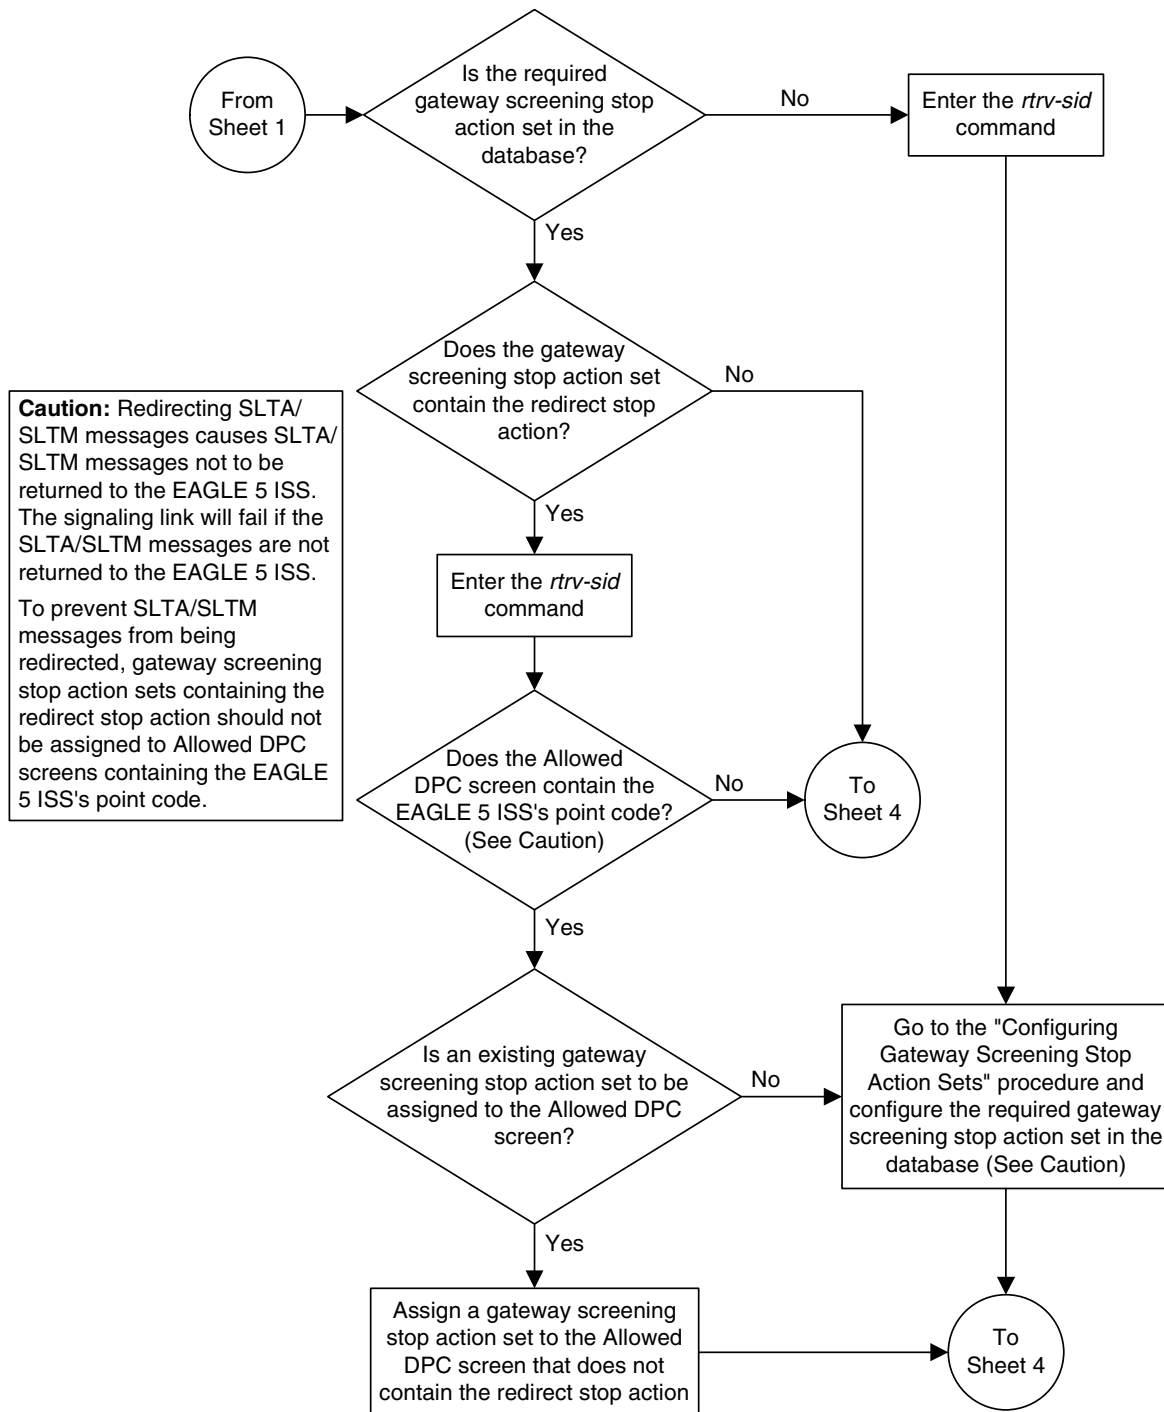 From
Sheet 1
Is the required
gateway screening stop
action set in the
database?
No
Enter the rtrv-sid
command
Yes
Does the gateway
screening stop action set
contain the redirect stop
action?
No
Caution: Redirecting SLTA/
SLTM messages causes SLTA/
SLTM messages not to be
returned to the EAGLE 5 ISS.
The signaling link will fail if the
SLTA/SLTM messages are not
returned to the EAGLE 5 ISS.
To prevent SLTA/SLTM
messages from being
redirected, gateway screening
stop action sets containing the
redirect stop action should not
be assigned to Allowed DPC
screens containing the EAGLE
5 ISS's point code.
Yes
Enter the rtrv-sid
command
Does the Allowed
DPC screen contain the
EAGLE 5 ISS's point code?
(See Caution)
No
To
Sheet 4
Yes
Is an existing gateway
screening stop action set to be
assigned to the Allowed DPC
screen?
No
Go to the "Configuring
Gateway Screening Stop
Action Sets" procedure and
configure the required gateway
screening stop action set in the
database (See Caution)
Yes
Assign a gateway screening
stop action set to the Allowed
DPC screen that does not
contain the redirect stop action
To
Sheet 4